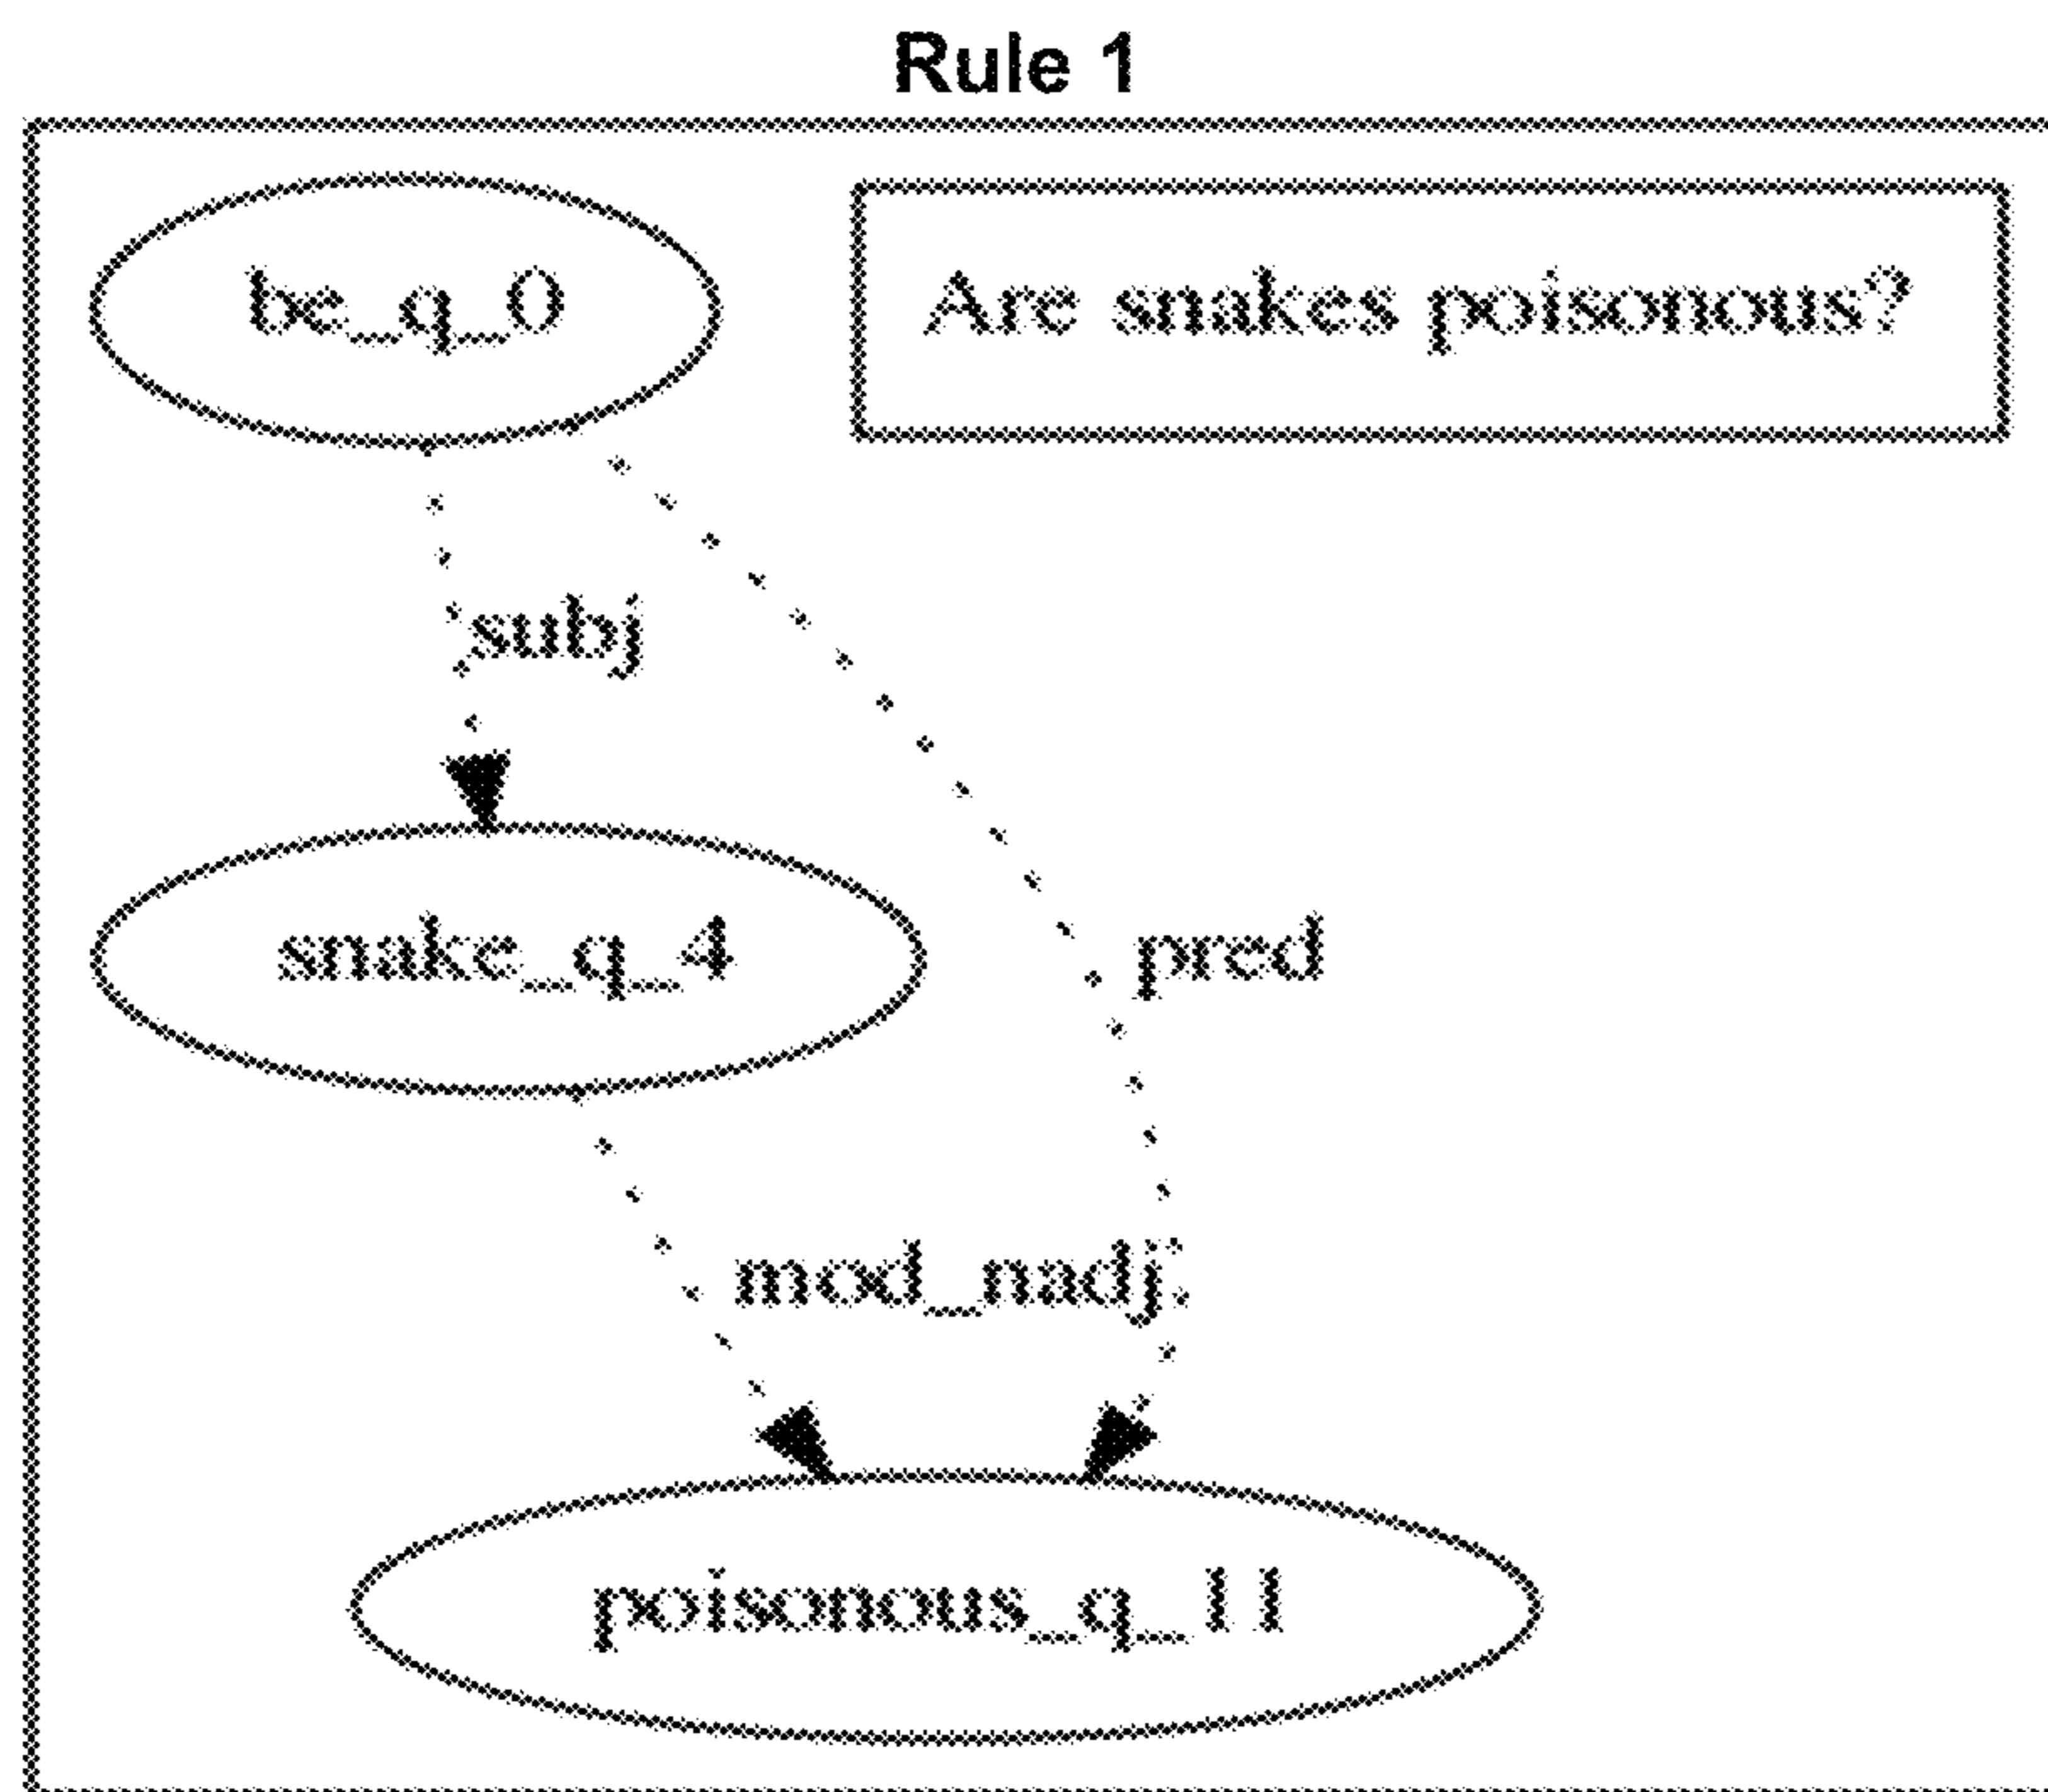 Rule 1
be_q_0
Are snakes poisonous?
subj
snake_q_4
pred
mod_nadj
poisonous_q_11